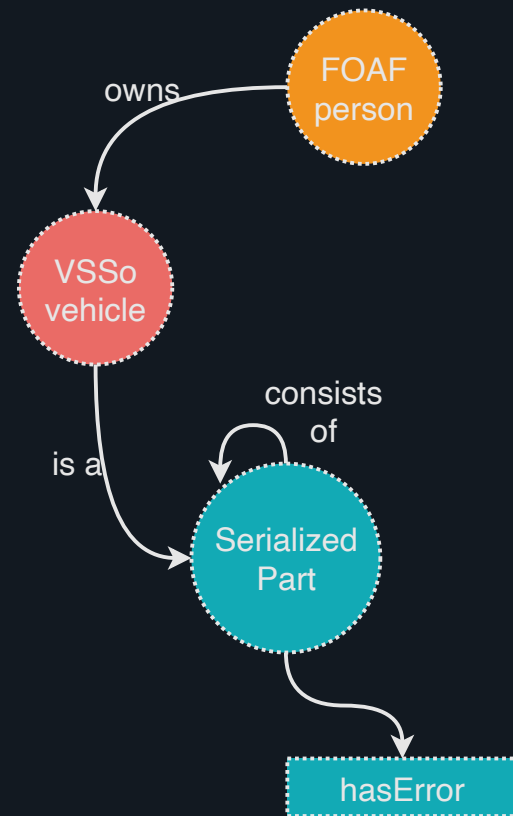 FOAF
person
owns
VSSo
vehicle
consists
of
is a
Serialized
Part
hasError